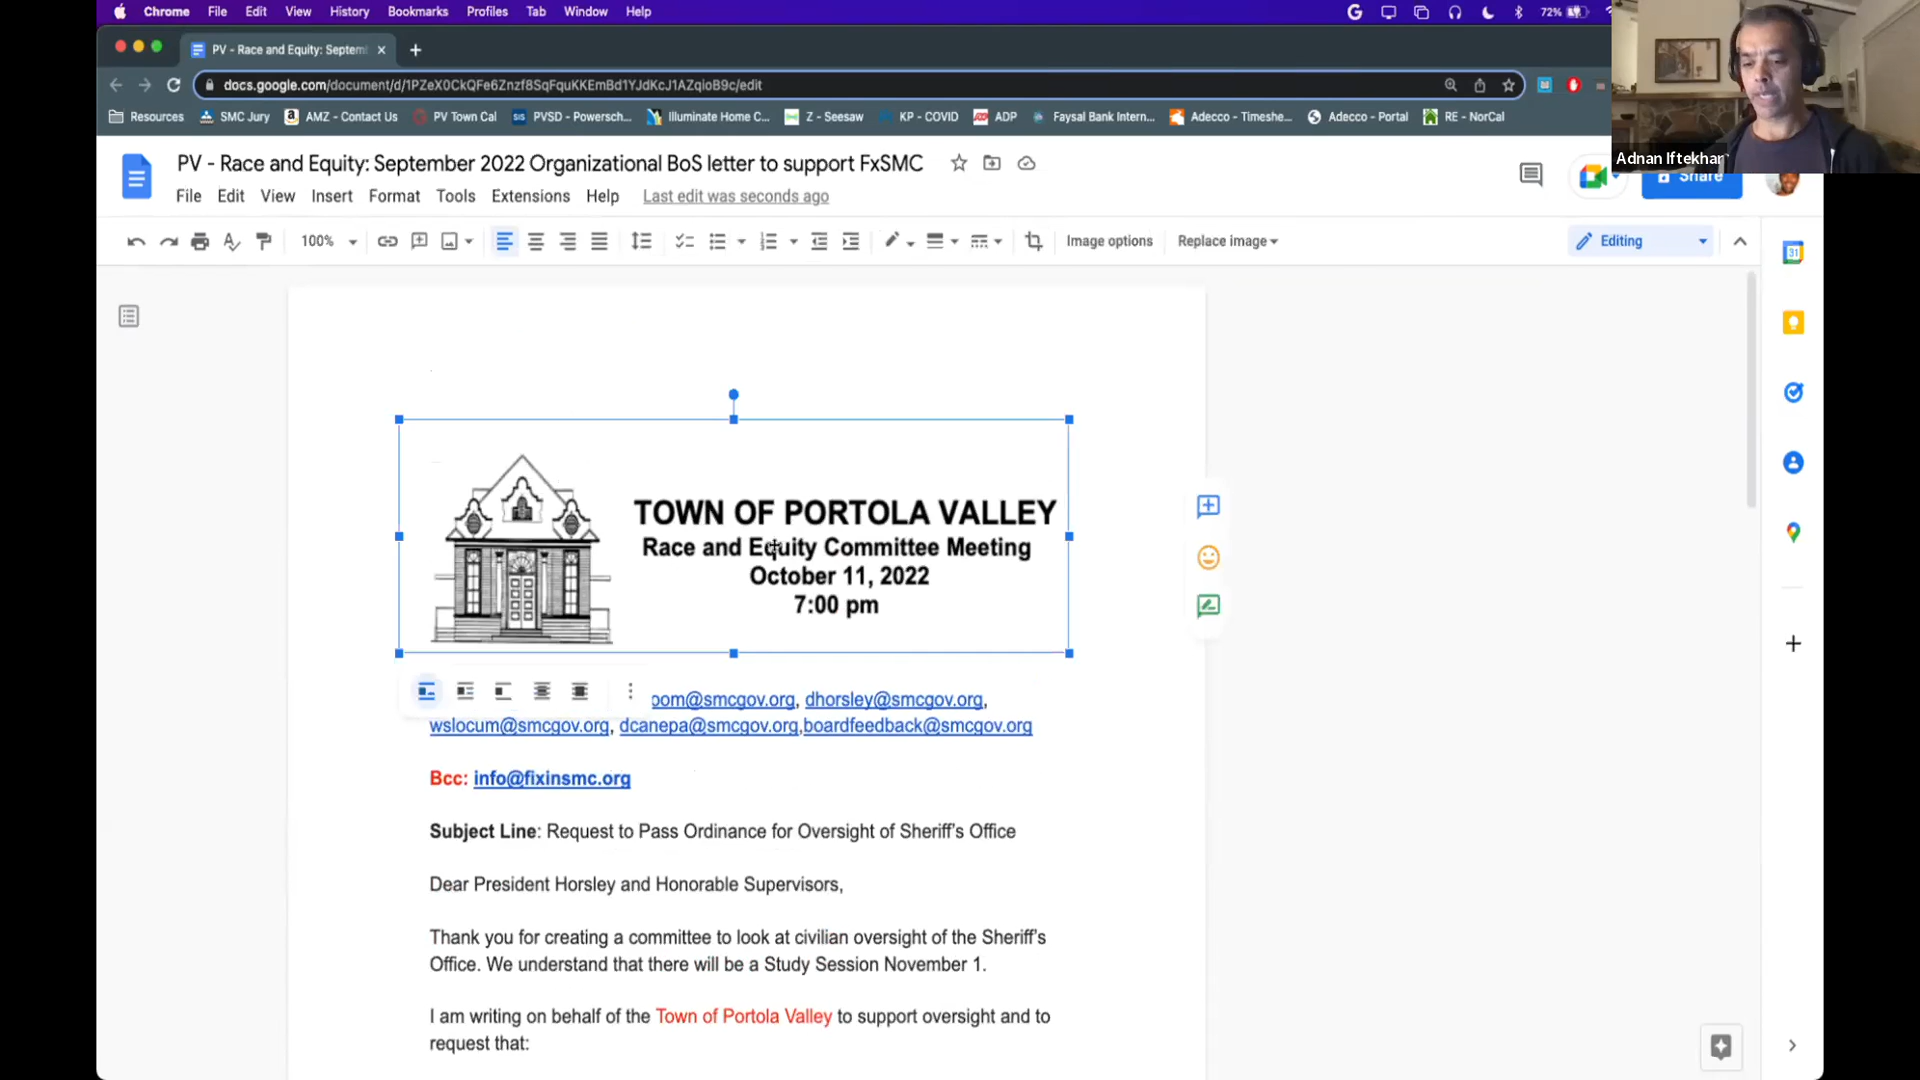 Chrome File Edit View History Bookmarks Profiles Tab Window Help 72%
PV - Race and Equity: Septem
docs.google.com/document/d/1PZeX0CkQFe6Znzf8SqFquKKEmBd1YJdKcJ1AZqioB9c/edit
Resources SMC Jury AMZ - Contact Us PV Town Cal PVSD - Powersch... Illuminate Home C... Z - Seesaw KP - COVID ADP Faysal Bank Intern... Adecco - Timeshe... Adecco - Portal RE - NorCal
Adnan Iftekhar
PV - Race and Equity: September 2022 Organizational BoS letter to support FxSMC
Share
File Edit View Insert Format Tools Extensions Help Last edit was seconds ago
100% Image options Replace image Editing
TOWN OF PORTOLA VALLEY
Race and Equity Committee Meeting
October 11, 2022
7:00 pm
oom@smcgov.org, dhorsley@smcgov.org,
wslocum@smcgov.org, dcanepa@smcgov.org,boardfeedback@smcgov.org
Bcc: info@fixinsmc.org
Subject Line: Request to Pass Ordinance for Oversight of Sheriff's Office
Dear President Horsley and Honorable Supervisors,
Thank you for creating a committee to look at civilian oversight of the Sheriff's
Office. We understand that there will be a Study Session November 1.
I am writing on behalf of the Town of Portola Valley to support oversight and to
request that: